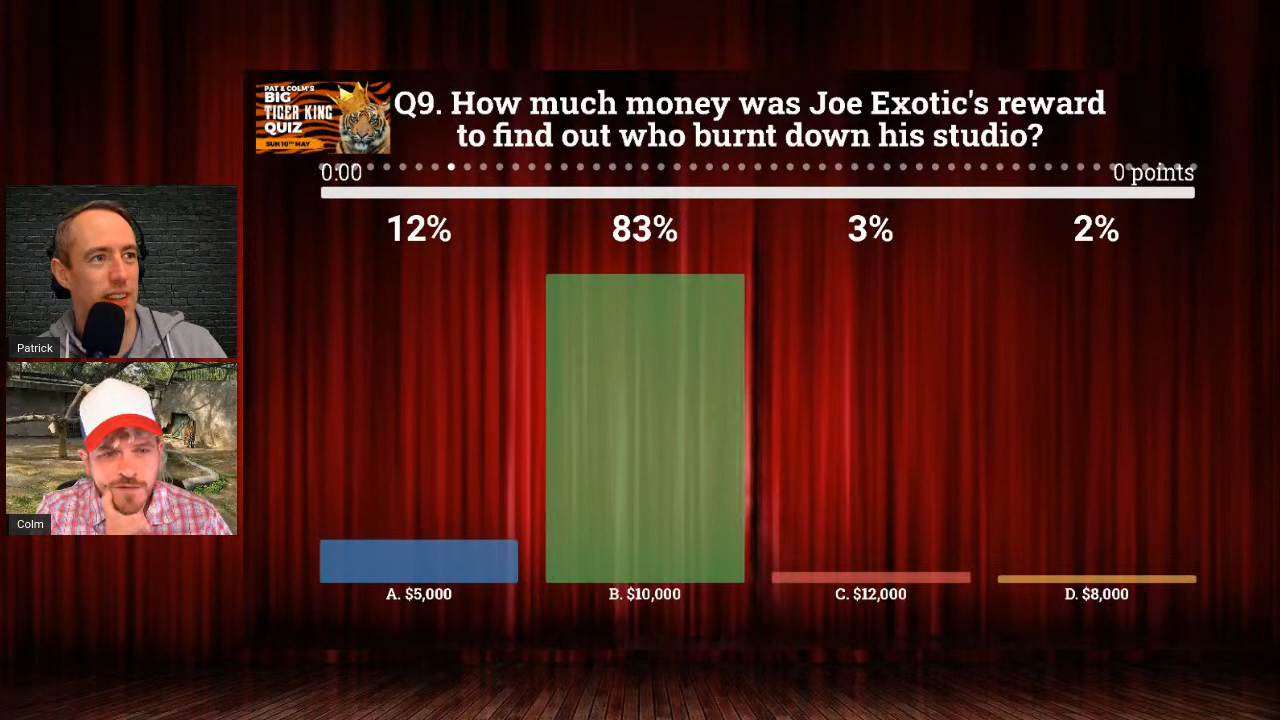 PAT & COLM'S
BIG
TIGER KING
QUIZ
SUN 10TH MAY
Q9. How much money was Joe Exotic's reward
to find out who burnt down his studio?
0:00
0 points
12%
83%
3%
2%
Patrick
Colm
A. $5,000
B. $10,000
C. $12,000
D. $8,000